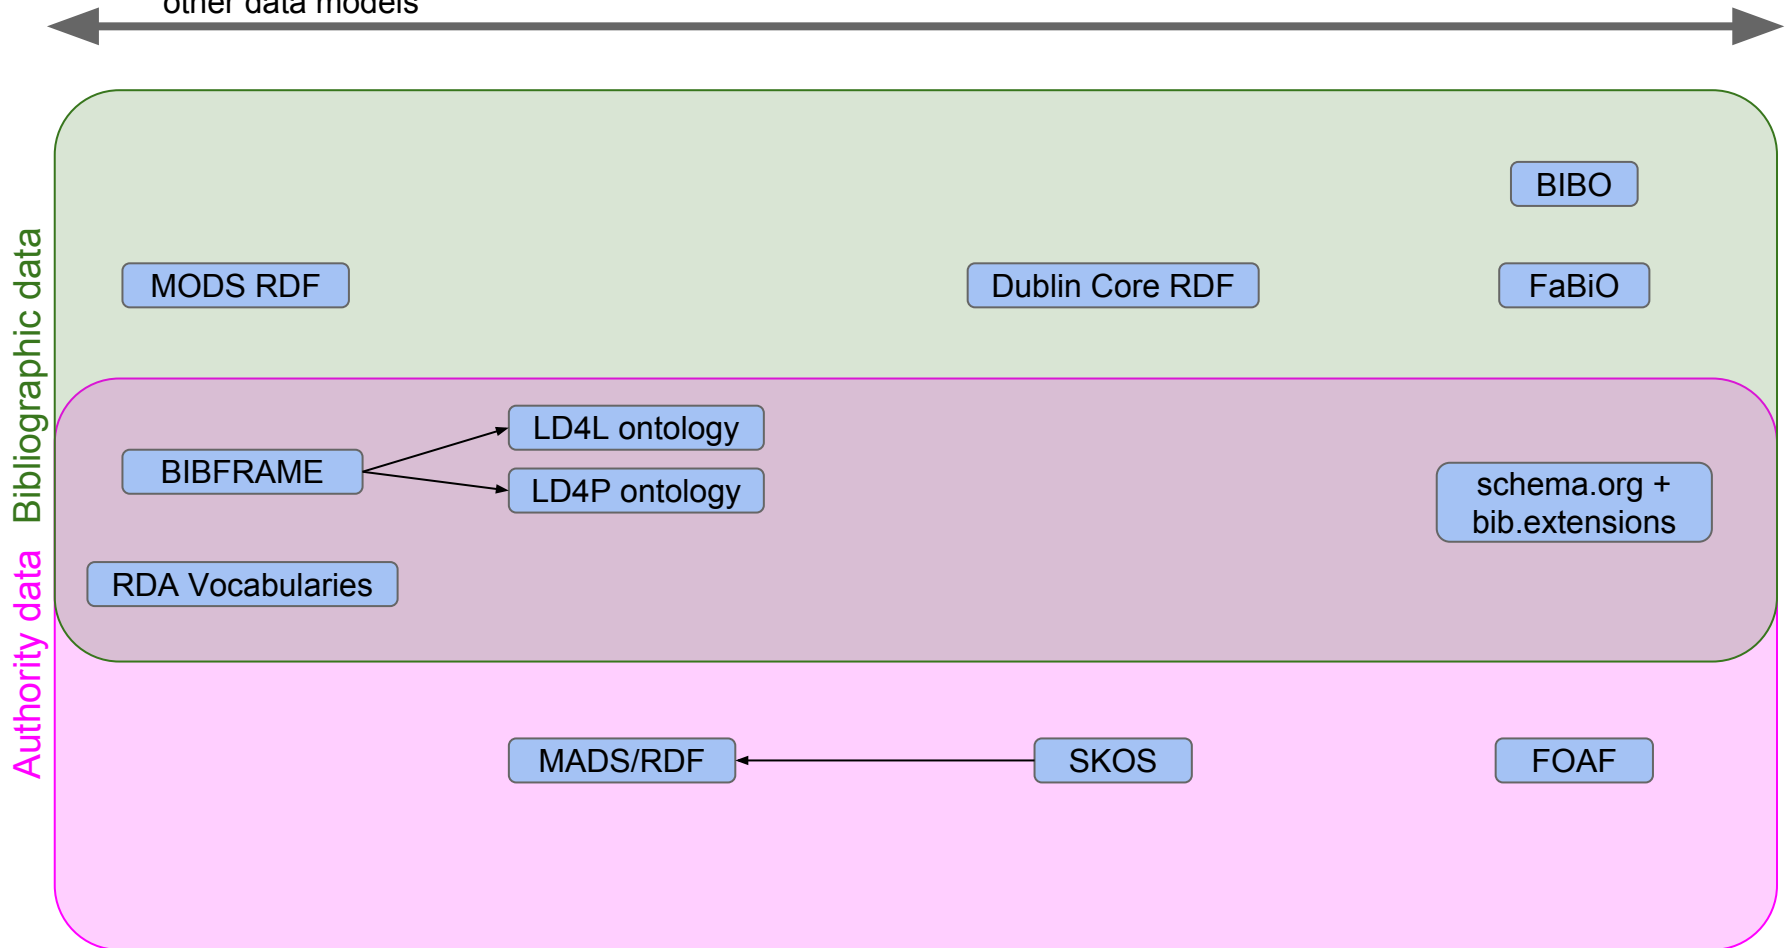 other data models
BIBO
MODS RDF
Dublin Core RDF
FaBiO
Bibliographic data
LD4L ontology
BIBFRAME
LD4P ontology
schema.org +
bib.extensions
RDA Vocabularies
Authority data
MADS/RDF
SKOS
FOAF